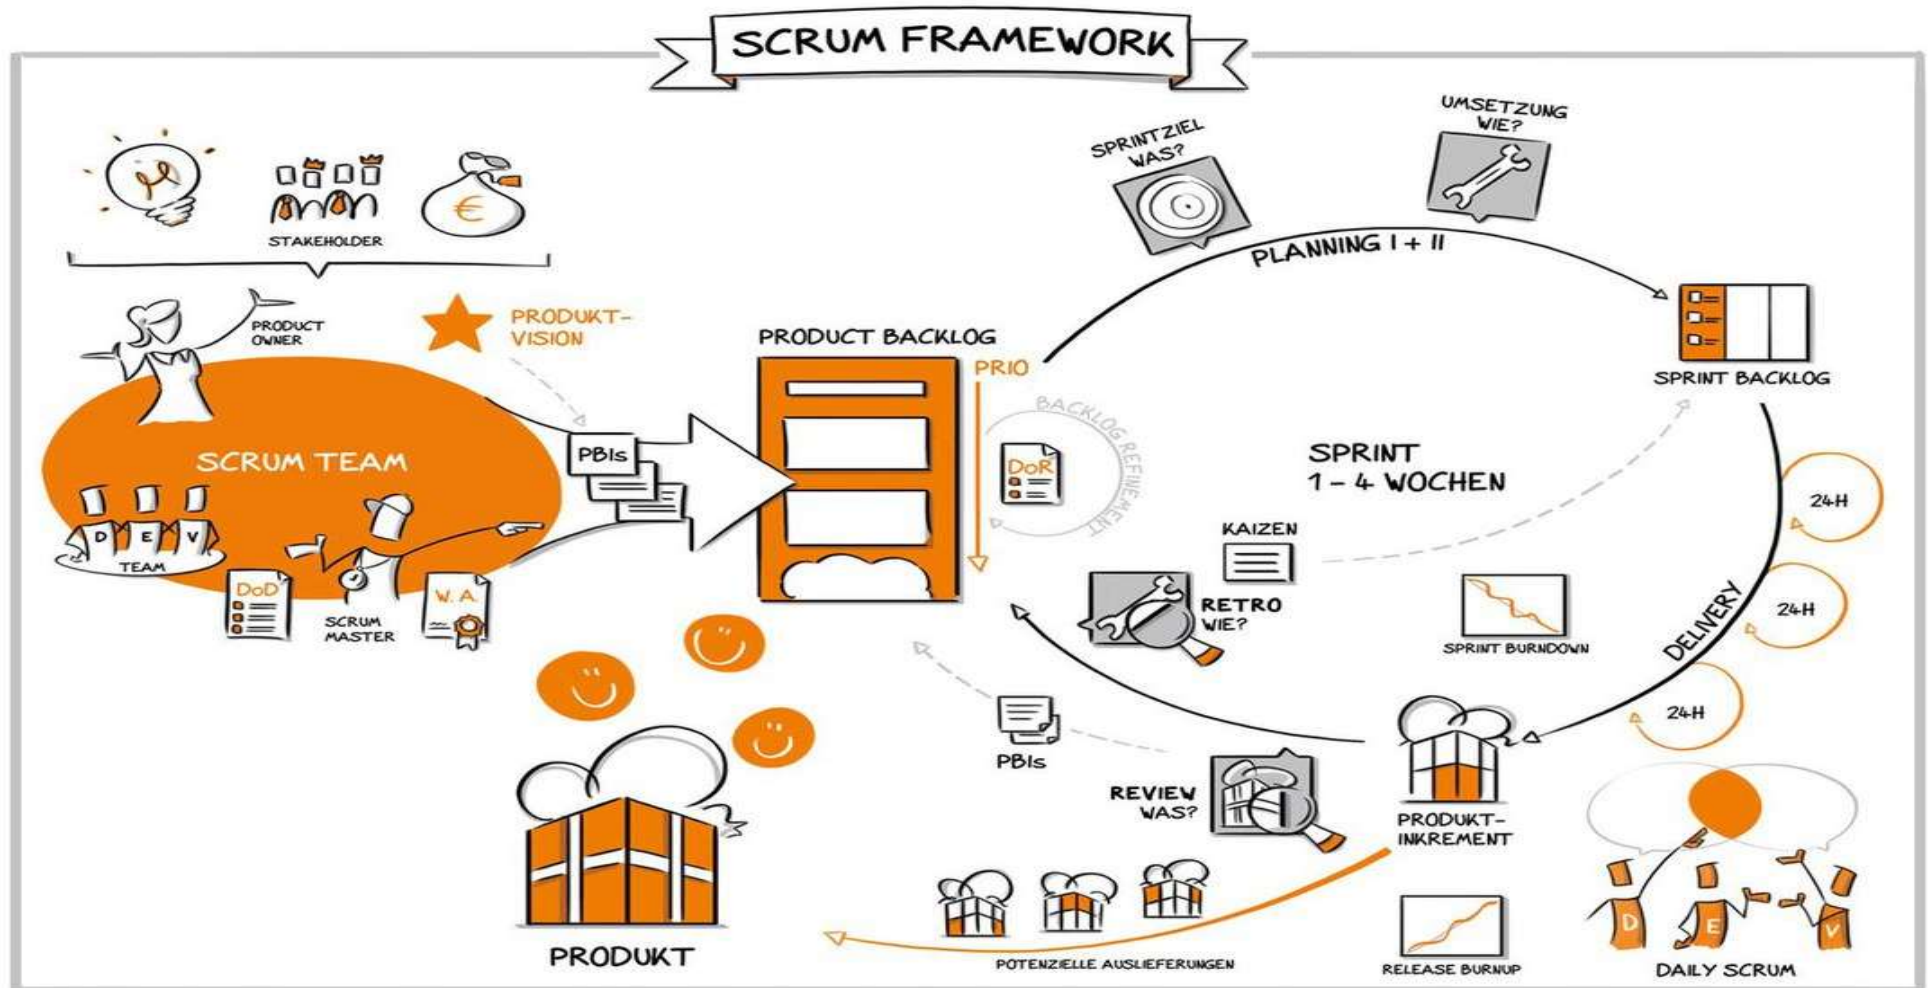 SCRUM FRAMEWORK
€
STAKEHOLDER
PRODUCT
OWNER
PRODUKT-
VISION
SCRUM TEAM
D E V
TEAM
DoD
SCRUM
MASTER
W. A.
PBIs
PRODUCT BACKLOG
PRIO
BACKLOG REFINEMENT
DoR
SPRINTZIEL
WAS?
UMSETZUNG
WIE?
PLANNING I + II
SPRINT BACKLOG
SPRINT
1 - 4 WOCHEN
24H
24H
24H
DELIVERY
KAIZEN
RETRO
WIE?
SPRINT BURNDOWN
PBIs
REVIEW
WAS?
PRODUKT-
INKREMENT
POTENZIELLE AUSLIEFERUNGEN
PRODUKT
RELEASE BURNUP
D E V
DAILY SCRUM